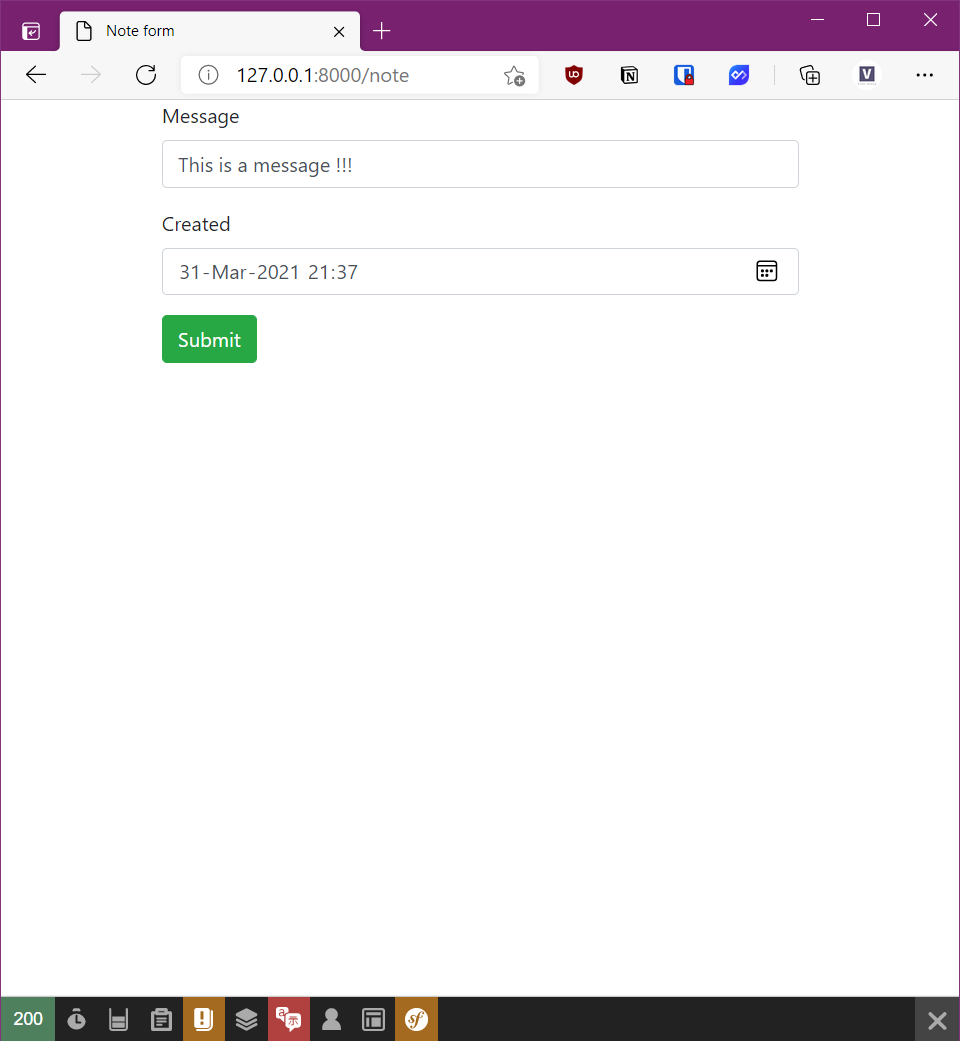 Note form
127.0.0.1:8000/note
Message
This is a message !!!
Created
31-Mar-2021 21:37
Submit
200